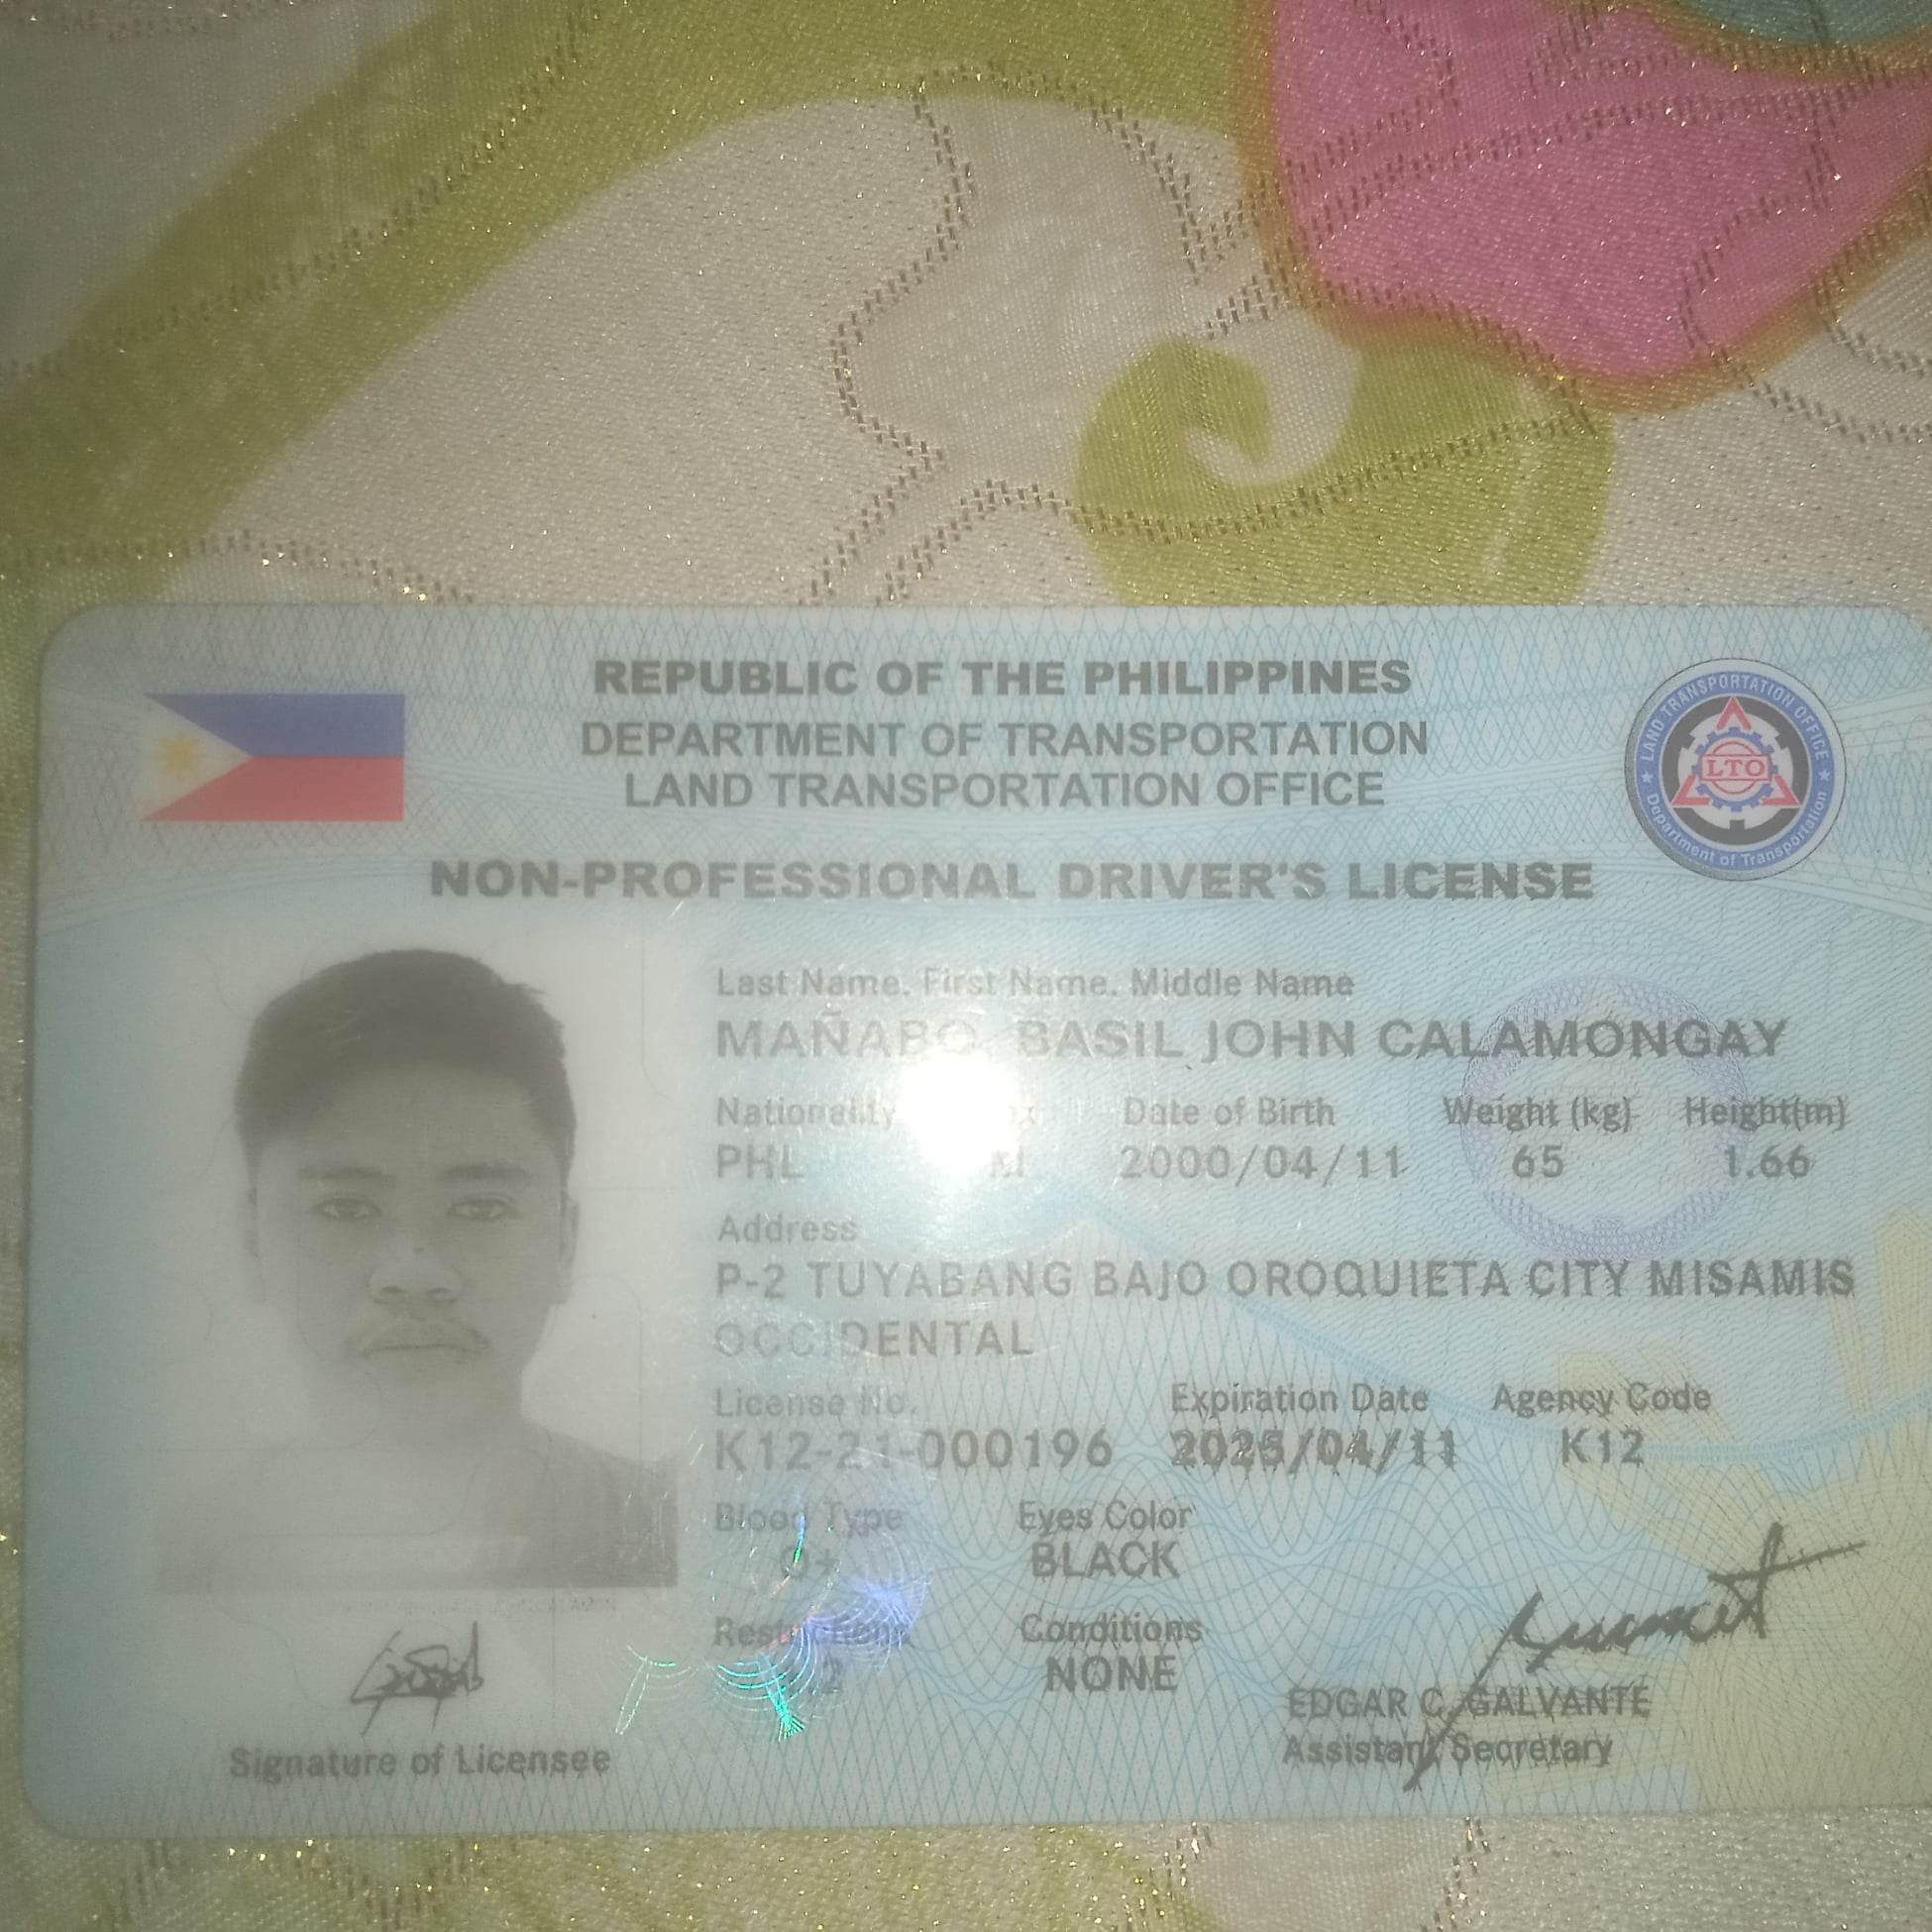 REPUBLIC OF THE PHILIPPINES
DEPARTMENT OF TRANSPORTATION
LAND TRANSPORTATION OFFICE
LAND TRANSPORTATION OFFICE
LTO
Department of Transportation
NON-PROFESSIONAL DRIVER'S LICENSE
Last Name, First Name, Middle Name
MAÑABO, BASIL JOHN CALAMONGAY
Nationality Date of Birth Weight (kg) Height(m)
PHL M 2000/04/11 65 1.66
Address
P-2 TUYABANG BAJO OROQUIETA CITY MISAMIS
OCCIDENTAL
License No. Expiration Date Agency Code
K12-21-000196 2025/04/11 K12
Blood Type Eyes Color
O+ BLACK
Restrictions Conditions
NONE
EDGAR C. GALVANTE
Assistant Secretary
Signature of Licensee